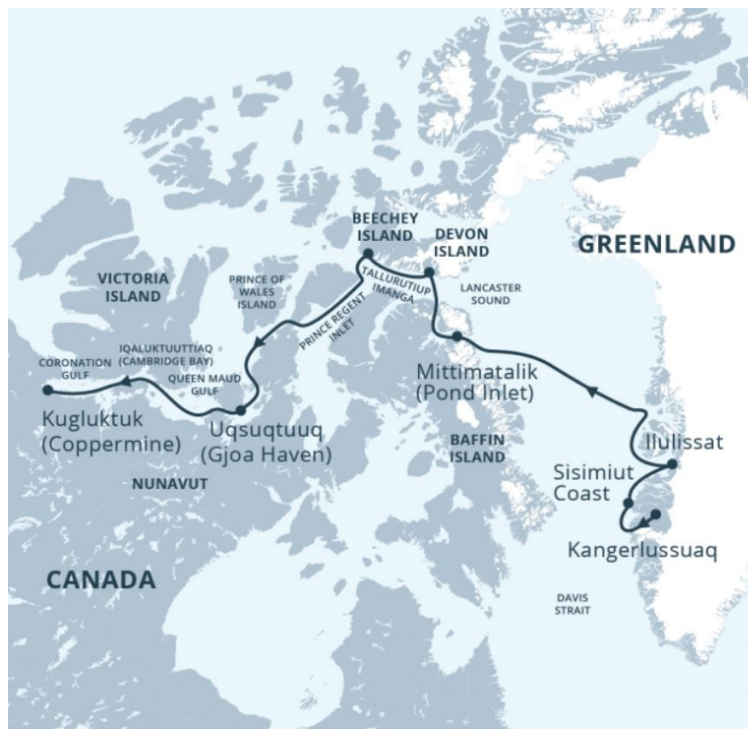 BEECHEY
ISLAND
DEVON
ISLAND
GREENLAND
VICTORIA
ISLAND
PRINCE OF
WALES
ISLAND
TALLURUTIUP
IMANGA
LANCASTER
SOUND
PRINCE REGENT
INLET
IQALUKTUUTTIAQ
(CAMBRIDGE BAY)
CORONATION
GULF
QUEEN MAUD
GULF
Mittimatalik
(Pond Inlet)
Kugluktuk
(Coppermine)
Uqsuqtuuq
(Gjoa Haven)
BAFFIN
ISLAND
Ilulissat
Sisimiut
Coast
NUNAVUT
Kangerlussuaq
CANADA
DAVIS
STRAIT